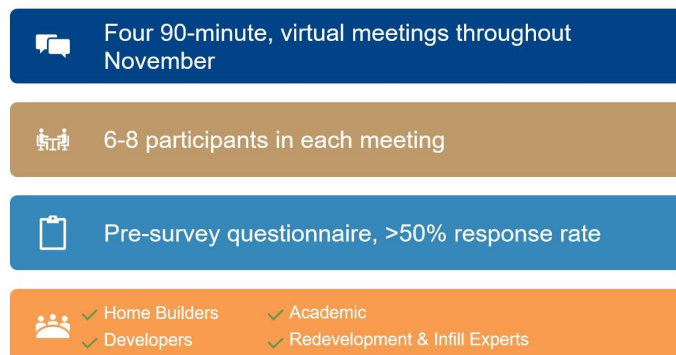 Four 90-minute, virtual meetings throughout
November
6-8 participants in each meeting
Pre-survey questionnaire, >50% response rate
Home Builders
Academic
Developers
Redevelopment & Infill Experts